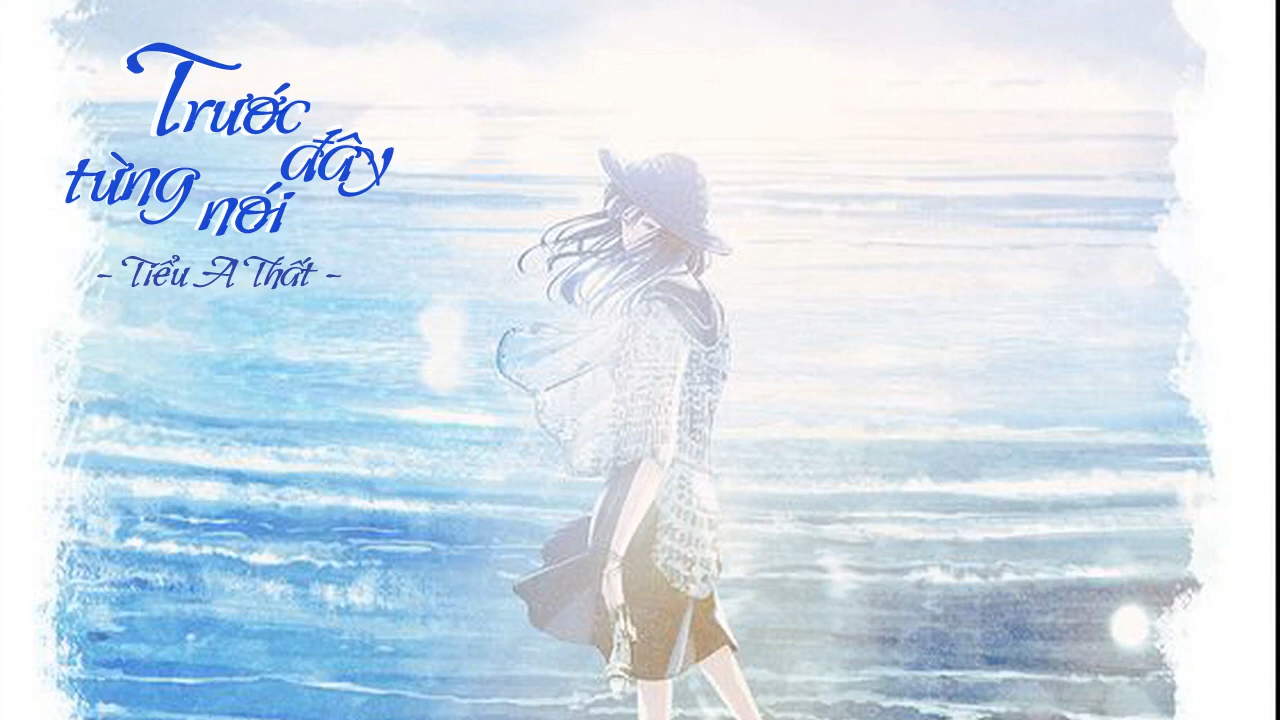 Trước
đây
từng nói
- Tiểu A Thất -